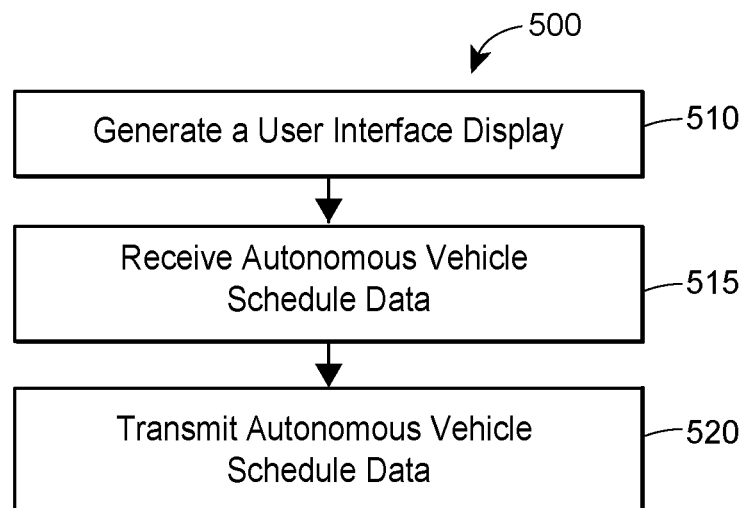 500
Generate a User Interface Display
510
Receive Autonomous Vehicle
Schedule Data
515
Transmit Autonomous Vehicle
Schedule Data
520